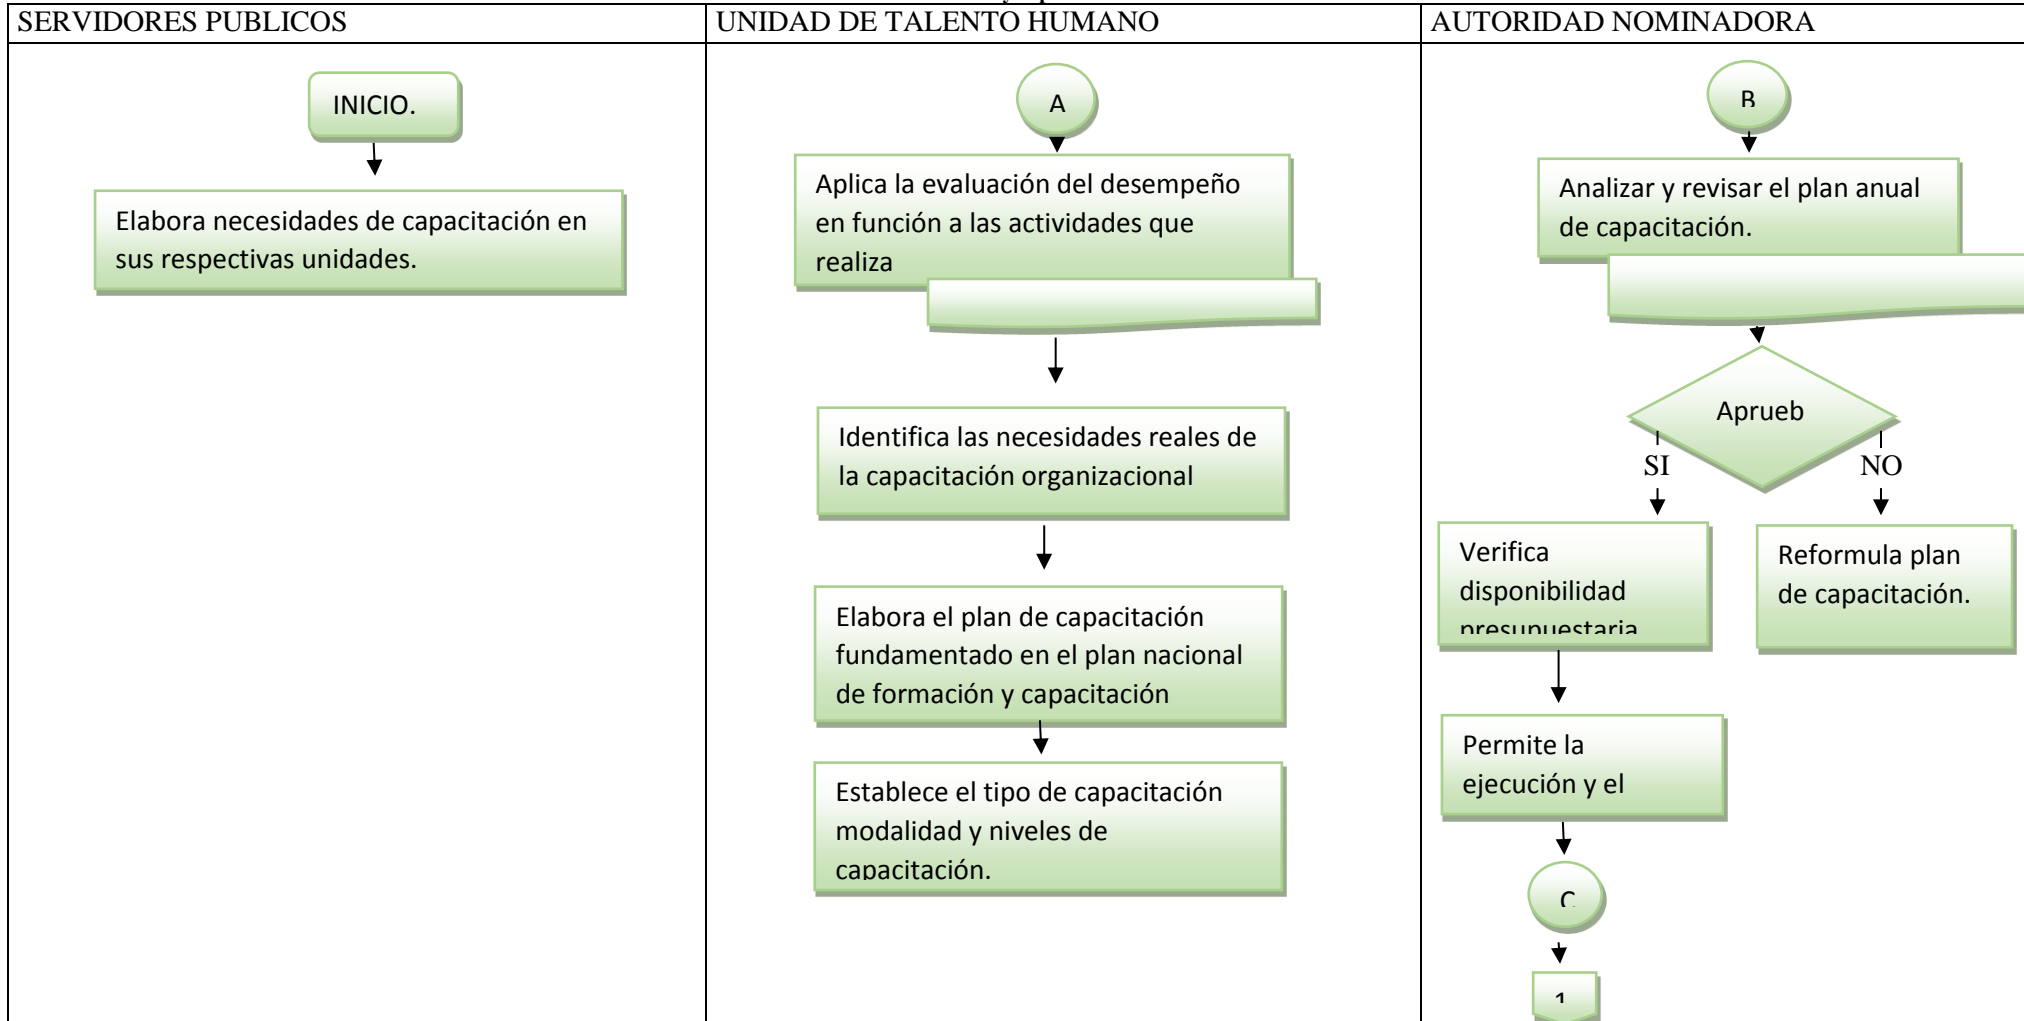 SERVIDORES PUBLICOS
INICIO.
Elabora necesidades de capacitación en
sus respectivas unidades.
UNIDAD DE TALENTO HUMANO
A
Aplica la evaluación del desempeño
en función a las actividades que
realiza
Identifica las necesidades reales de
la capacitación organizacional
Elabora el plan de capacitación
fundamentado en el plan nacional
de formación y capacitación
Establece el tipo de capacitación
modalidad y niveles de
capacitación.
AUTORIDAD NOMINADORA
B
Analizar y revisar el plan anual
de capacitación.
Aprueb
SI
NO
Verifica
disponibilidad
presupuestaria
Reformula plan
de capacitación.
Permite la
ejecución y el
C
1